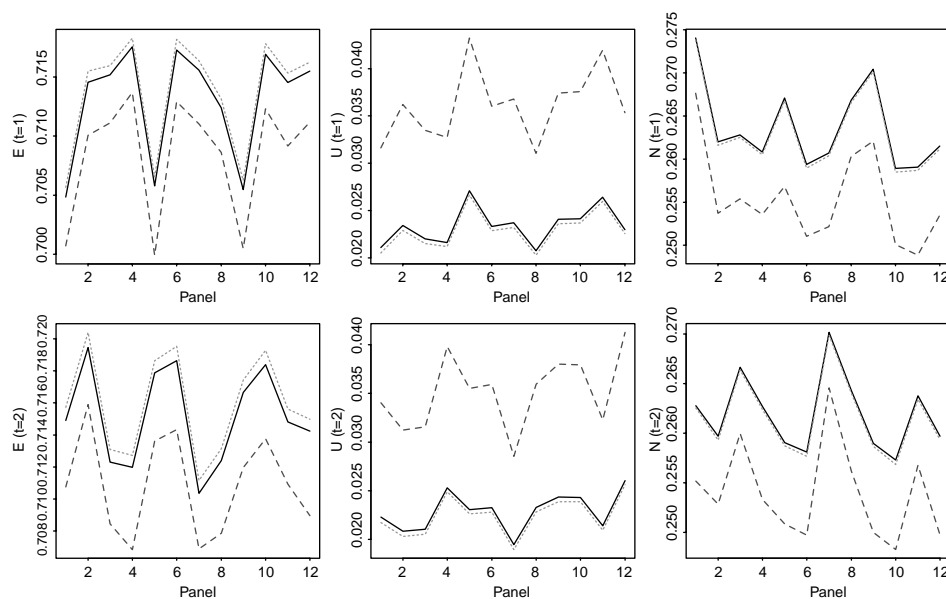 E (t=1)
0.700 0.705 0.710 0.715
2 4 6 8 10 12
Panel
U (t=1)
0.020 0.025 0.030 0.035 0.040
2 4 6 8 10 12
Panel
N (t=1)
0.250 0.255 0.260 0.265 0.270 0.275
2 4 6 8 10 12
Panel
E (t=2)
0.708 0.710 0.712 0.714 0.716 0.718 0.720
2 4 6 8 10 12
Panel
U (t=2)
0.020 0.025 0.030 0.035 0.040
2 4 6 8 10 12
Panel
N (t=2)
0.250 0.255 0.260 0.265 0.270
2 4 6 8 10 12
Panel